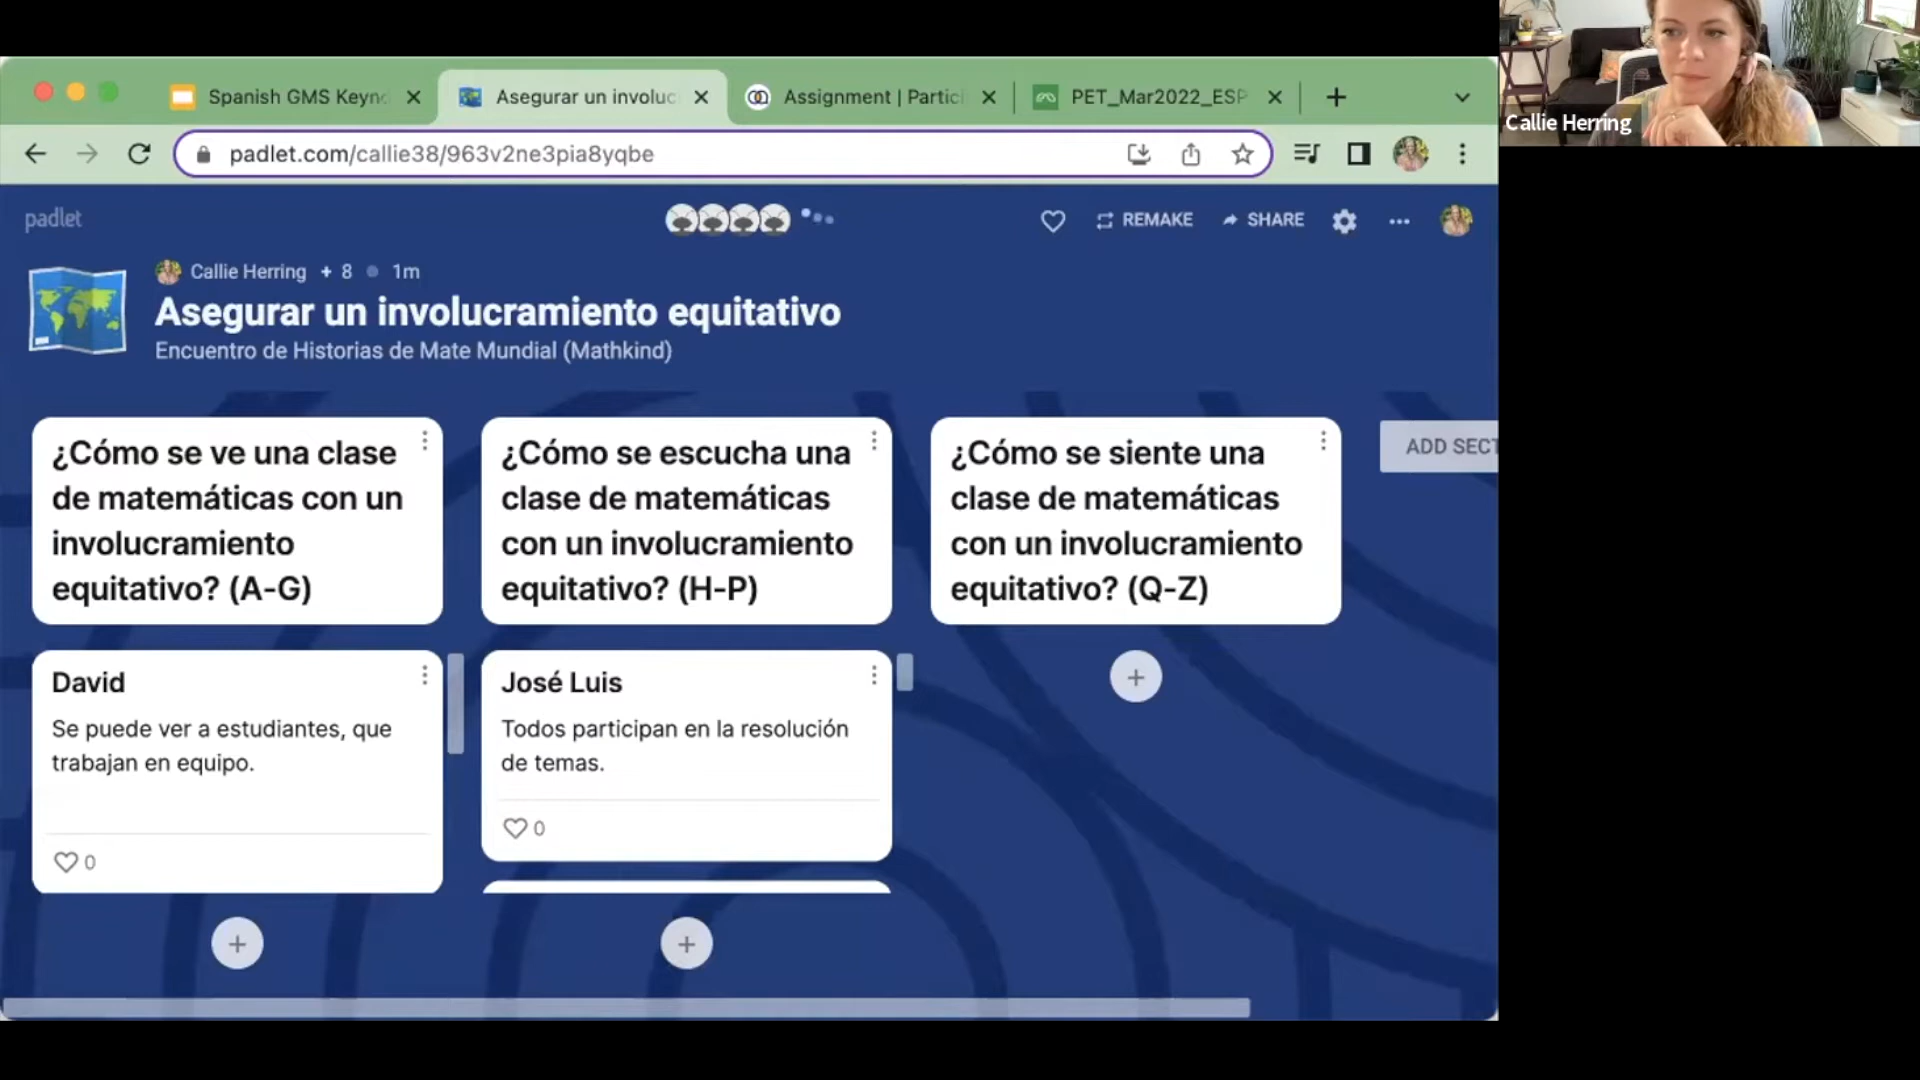 Spanish GMS Keyn
Asegurar un involuc
Assignment | Partici
PET_Mar2022_ESP
padlet.com/callie38/963v2ne3pia8yqbe
Callie Herring
padlet
REMAKE
SHARE
Callie Herring + 8 1m
Asegurar un involucramiento equitativo
Encuentro de Historias de Mate Mundial (Mathkind)
¿Cómo se ve una clase
de matemáticas con un
involucramiento
equitativo? (A-G)
¿Cómo se escucha una
clase de matemáticas
con un involucramiento
equitativo? (H-P)
¿Cómo se siente una
clase de matemáticas
con un involucramiento
equitativo? (Q-Z)
ADD SECT
David
Se puede ver a estudiantes, que
trabajan en equipo.
0
José Luis
Todos participan en la resolución
de temas.
0